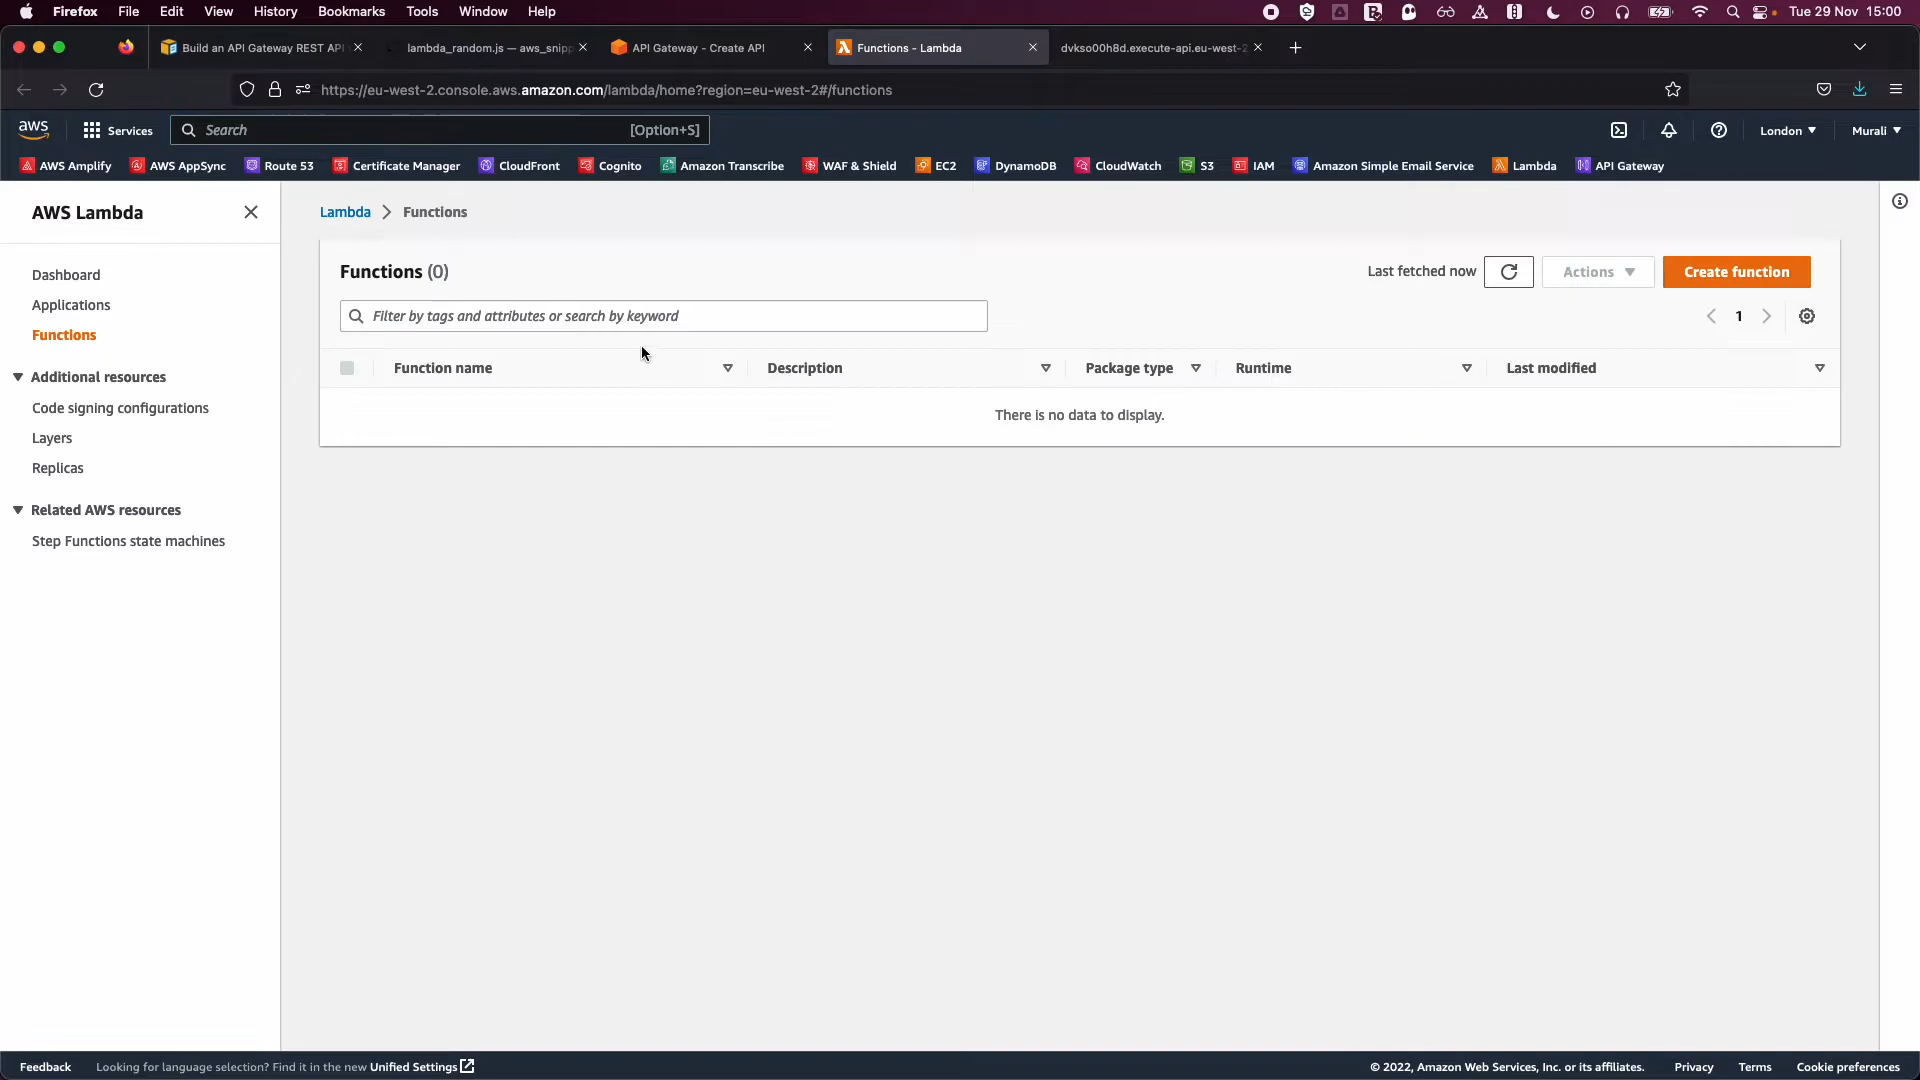 Firefox File Edit View History Bookmarks Tools Window Help Tue 29 Nov 15:00
Build an API Gateway REST API lambda_random.js — aws_snipp API Gateway - Create API Functions - Lambda dvkso00h8d.execute-api.eu-west-2
https://eu-west-2.console.aws.amazon.com/lambda/home?region=eu-west-2#/functions
aws Services Search [Option+S] London Murali
AWS Amplify AWS AppSync Route 53 Certificate Manager CloudFront Cognito Amazon Transcribe WAF & Shield EC2 DynamoDB CloudWatch S3 IAM Amazon Simple Email Service Lambda API Gateway
AWS Lambda
Dashboard
Applications
Functions
Additional resources
Code signing configurations
Layers
Replicas
Related AWS resources
Step Functions state machines
Lambda Functions
Functions (0) Last fetched now Actions Create function
Filter by tags and attributes or search by keyword 1
Function name Description Package type Runtime Last modified
There is no data to display.
Feedback Looking for language selection? Find it in the new Unified Settings © 2022, Amazon Web Services, Inc. or its affiliates. Privacy Terms Cookie preferences